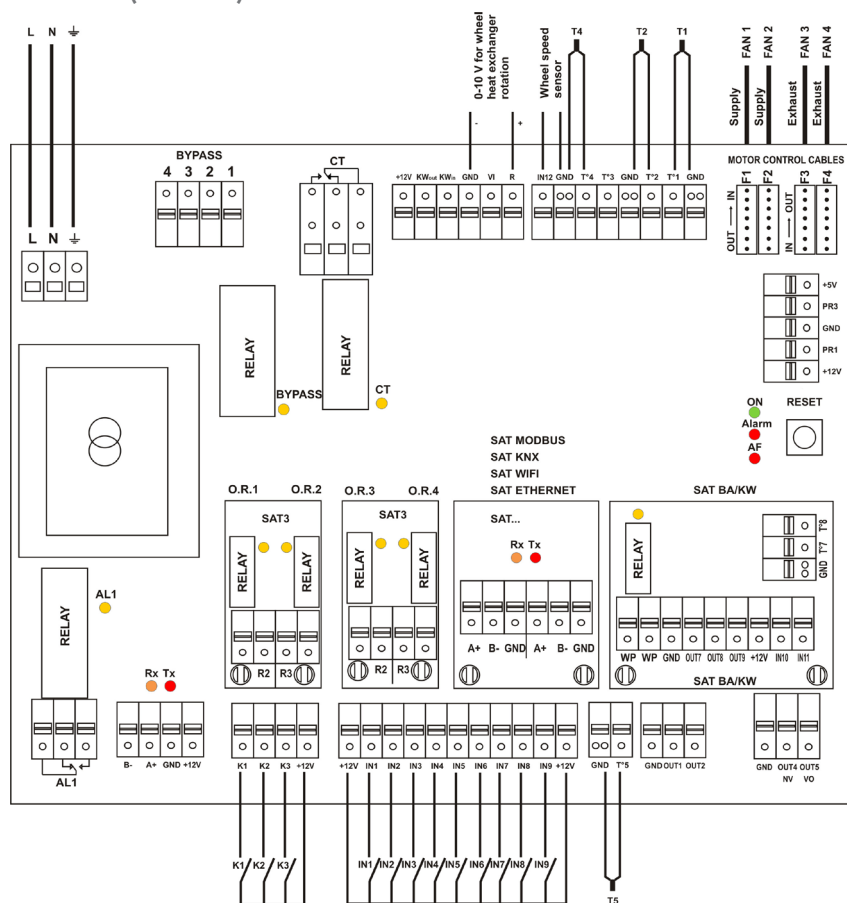 L N ⏚
0-10 V for wheel
heat exchanger
rotation
- +
Wheel speed
sensor
T4
T2
T1
Supply FAN 1
Supply FAN 2
Exhaust FAN 3
Exhaust FAN 4
BYPASS
4 3 2 1
CT
+12V KWout KWin GND VI R
IN12 GND T°4 T°3 GND T°2 T°1 GND
MOTOR CONTROL CABLES
F1 F2 F3 F4
OUT → IN
IN → OUT
L N ⏚
+5V
PR3
GND
PR1
+12V
RELAY
BYPASS
RELAY
CT
ON
Alarm
AF
RESET
SAT MODBUS
SAT KNX
SAT WIFI
SAT ETHERNET
O.R.1 O.R.2
SAT3
RELAY RELAY
R2 R3
O.R.3 O.R.4
SAT3
RELAY RELAY
R2 R3
SAT...
Rx Tx
A+ B- GND A+ B- GND
SAT BA/KW
RELAY
T°8
T°7
GND
WP WP GND OUT7 OUT8 OUT9 +12V IN10 IN11
SAT BA/KW
RELAY
AL1
AL1
Rx Tx
B- A+ GND +12V
K1 K2 K3 +12V
+12V IN1 IN2 IN3 IN4 IN5 IN6 IN7 IN8 IN9 +12V
GND T°5
GND OUT1 OUT2
GND OUT4 OUT5
NV VO
K1 K2 K3
IN1 IN2 IN3 IN4 IN5 IN6 IN7 IN8 IN9
T5